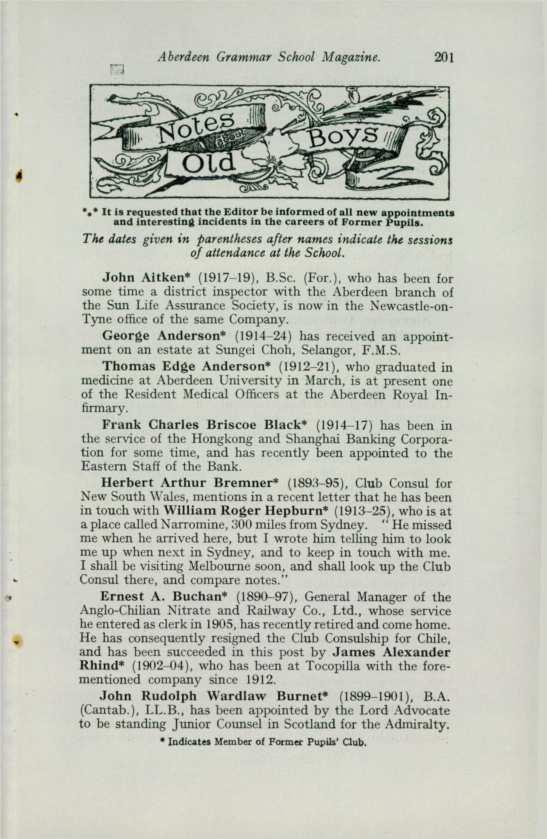 Aberdeen Grammar School Magazine. 201
Notes
Old Boys
*⁎* It is requested that the Editor be informed of all new appointments
and interesting incidents in the careers of Former Pupils.
The dates given in parentheses after names indicate the sessions
of attendance at the School.
John Aitken* (1917–19), B.Sc. (For.), who has been for
some time a district inspector with the Aberdeen branch of
the Sun Life Assurance Society, is now in the Newcastle-on-
Tyne office of the same Company.
George Anderson* (1914–24) has received an appoint-
ment on an estate at Sungei Choh, Selangor, F.M.S.
Thomas Edge Anderson* (1912–21), who graduated in
medicine at Aberdeen University in March, is at present one
of the Resident Medical Officers at the Aberdeen Royal In-
firmary.
Frank Charles Briscoe Black* (1914–17) has been in
the service of the Hongkong and Shanghai Banking Corpora-
tion for some time, and has recently been appointed to the
Eastern Staff of the Bank.
Herbert Arthur Bremner* (1893–95), Club Consul for
New South Wales, mentions in a recent letter that he has been
in touch with William Roger Hepburn* (1913–25), who is at
a place called Narromine, 300 miles from Sydney. "He missed
me when he arrived here, but I wrote him telling him to look
me up when next in Sydney, and to keep in touch with me.
I shall be visiting Melbourne soon, and shall look up the Club
Consul there, and compare notes."
Ernest A. Buchan* (1890–97), General Manager of the
Anglo-Chilian Nitrate and Railway Co., Ltd., whose service
he entered as clerk in 1905, has recently retired and come home.
He has consequently resigned the Club Consulship for Chile,
and has been succeeded in this post by James Alexander
Rhind* (1902–04), who has been at Tocopilla with the fore-
mentioned company since 1912.
John Rudolph Wardlaw Burnet* (1899–1901), B.A.
(Cantab.), LL.B., has been appointed by the Lord Advocate
to be standing Junior Counsel in Scotland for the Admiralty.
* Indicates Member of Former Pupils' Club.